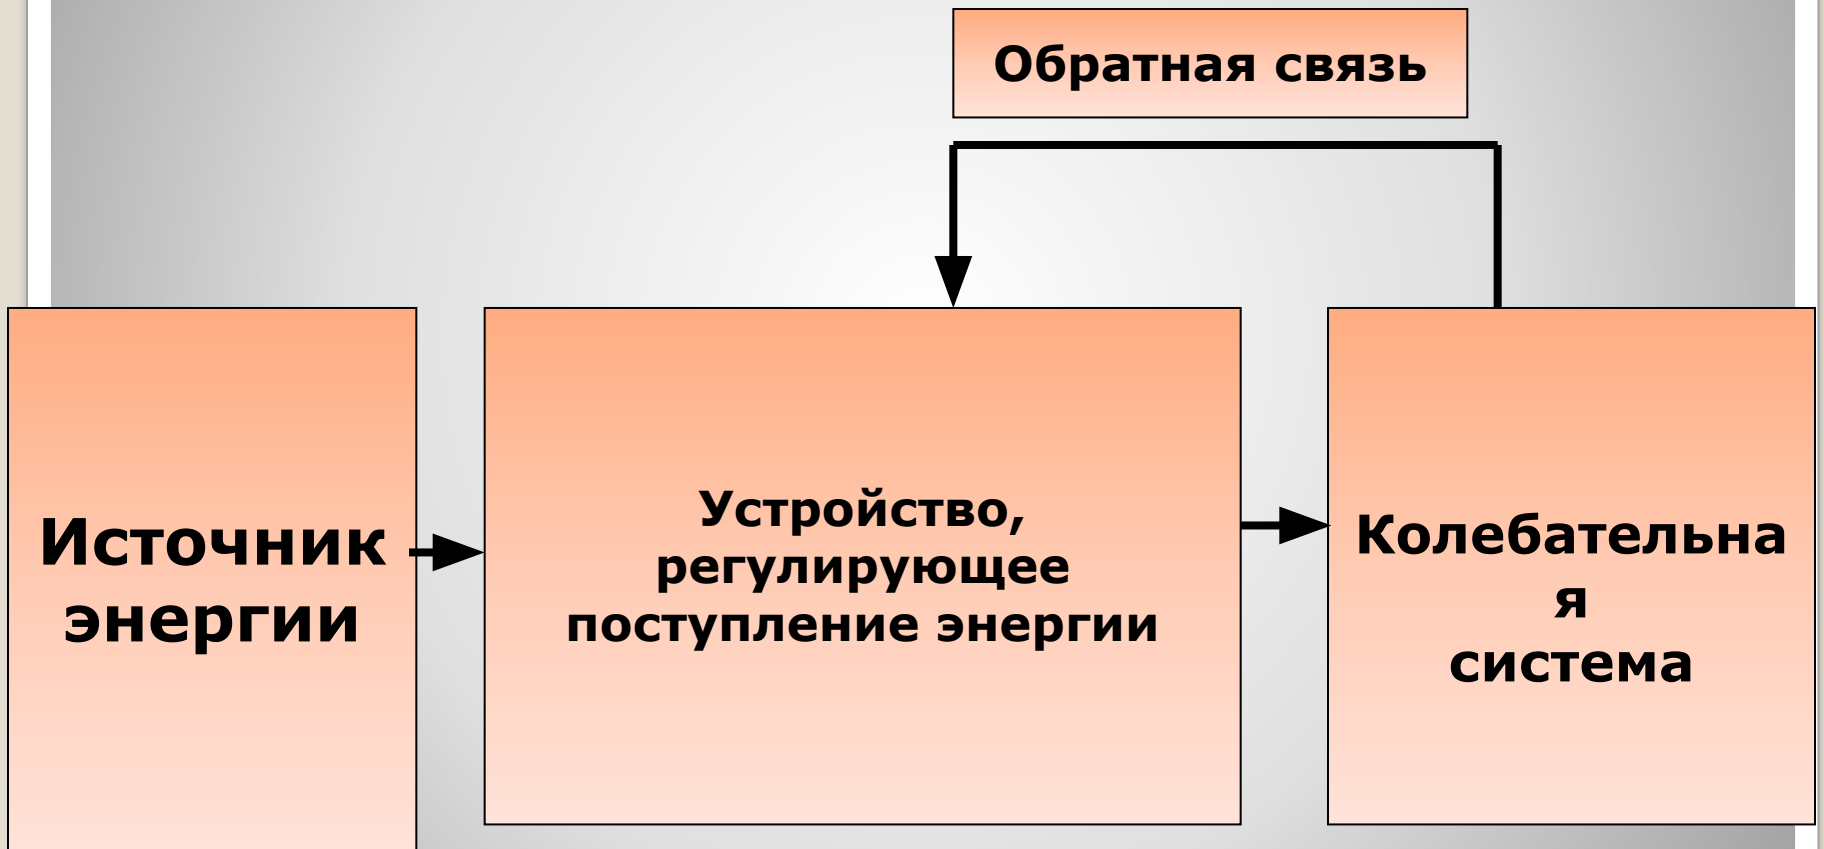 Обратная связь
Источник
энергии
Устройство,
регулирующее
поступление энергии
Колебательна
я
система